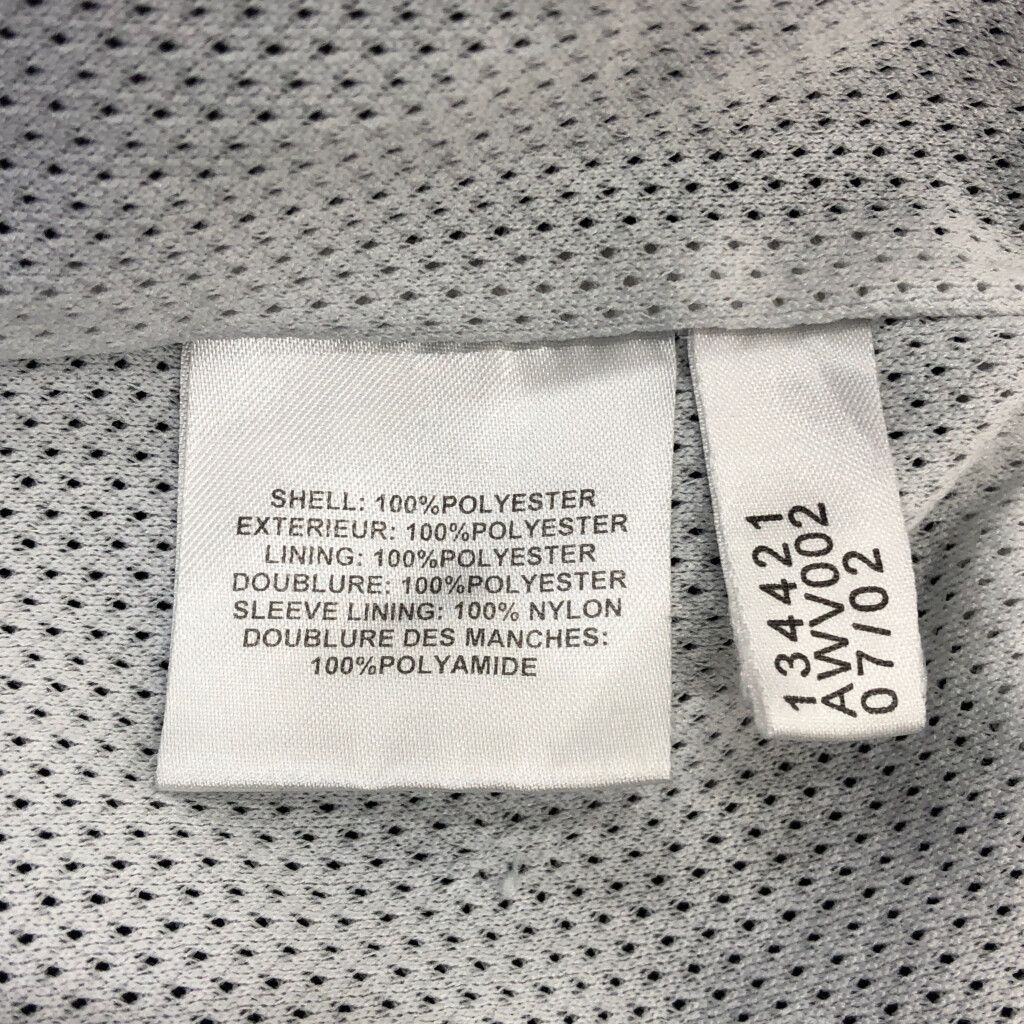 SHELL: 100%POLYESTER
EXTERIEUR: 100%POLYESTER
LINING: 100%POLYESTER
DOUBLURE: 100%POLYESTER
SLEEVE LINING: 100% NYLON
DOUBLURE DES MANCHES:
100%POLYAMIDE
134421
AWV002
07/02